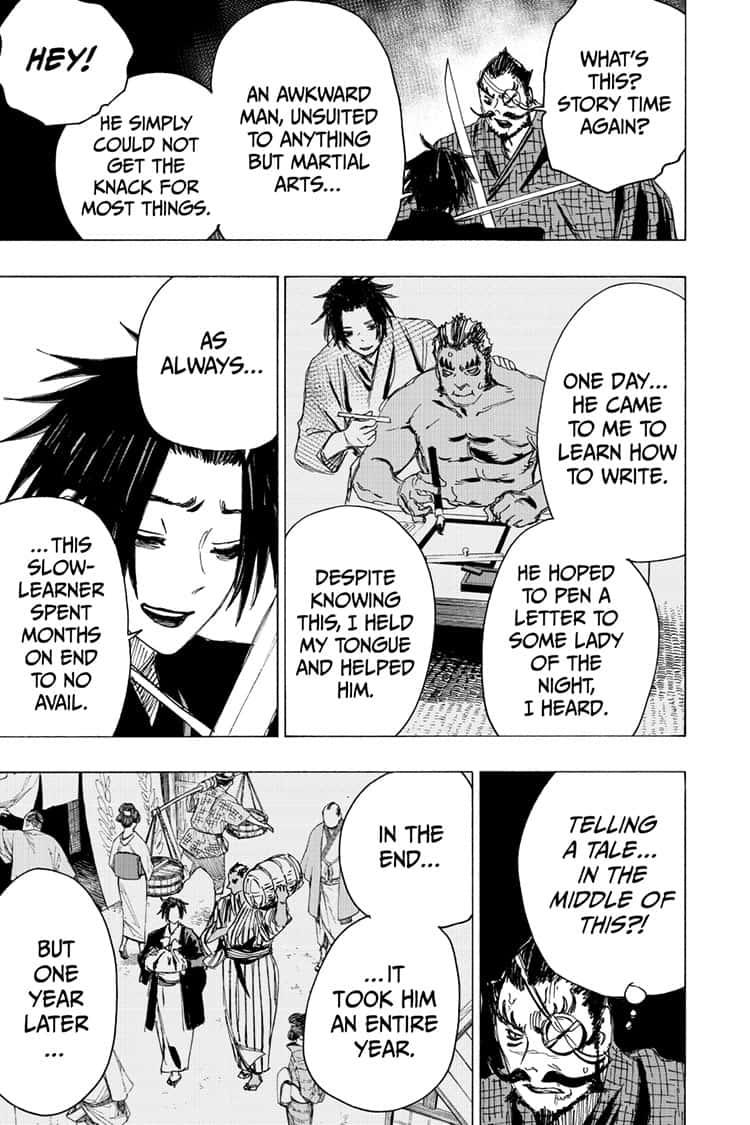 WHAT'S
THIS?
STORY TIME
AGAIN?
AN AWKWARD
MAN, UNSUITED
TO ANYTHING
BUT MARTIAL
ARTS...
HE SIMPLY
COULD NOT
GET THE
KNACK FOR
MOST THINGS.
HEY!
ONE DAY...
HE CAME
TO ME TO
LEARN HOW
TO WRITE.
HE HOPED
TO PEN A
LETTER TO
SOME LADY
OF THE
NIGHT,
I HEARD.
DESPITE
KNOWING
THIS, I HELD
MY TONGUE
AND HELPED
HIM.
AS
ALWAYS...
...THIS
SLOW-
LEARNER
SPENT
MONTHS
ON END
TO NO
AVAIL.
TELLING
A TALE...
IN THE
MIDDLE OF
THIS?!
IN THE
END...
...IT
TOOK HIM
AN ENTIRE
YEAR.
BUT
ONE
YEAR
LATER
...